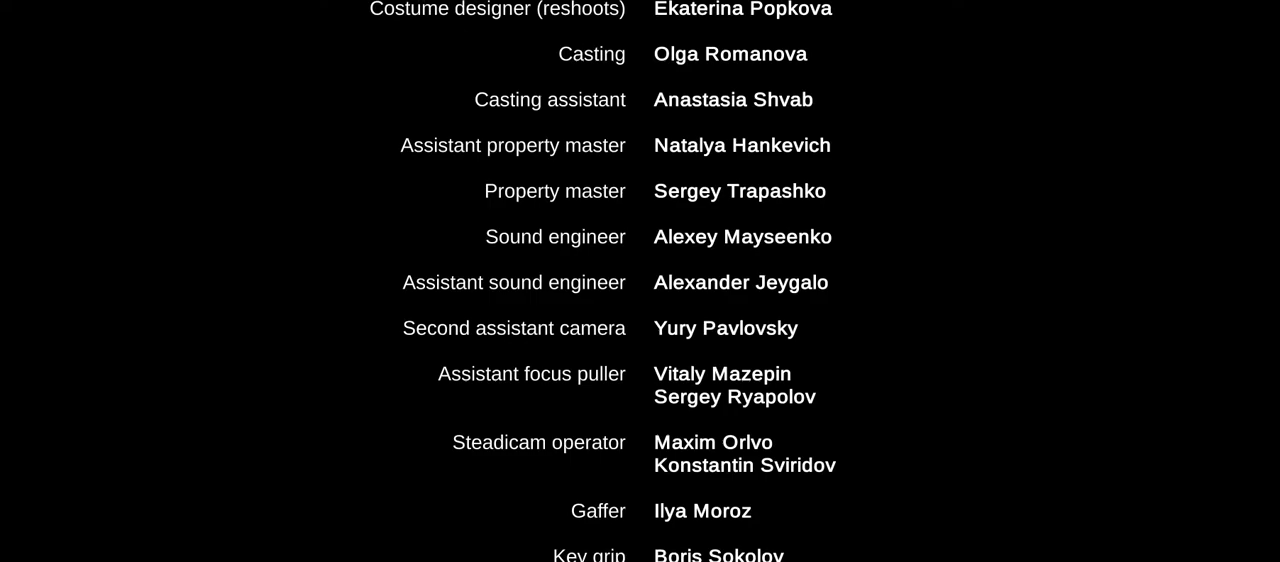 Costume designer (reshoots) Ekaterina Popkova
Casting Olga Romanova
Casting assistant Anastasia Shvab
Assistant property master Natalya Hankevich
Property master Sergey Trapashko
Sound engineer Alexey Mayseenko
Assistant sound engineer Alexander Jeygalo
Second assistant camera Yury Pavlovsky
Assistant focus puller Vitaly Mazepin
Sergey Ryapolov
Steadicam operator Maxim Orlvo
Konstantin Sviridov
Gaffer Ilya Moroz
Key grip Boris Sokolov